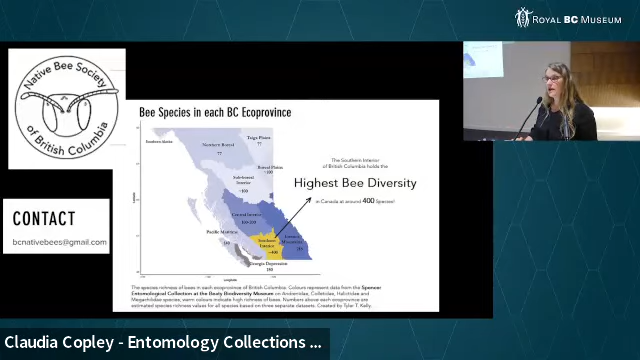 ROYAL BC MUSEUM
Native Bee Society
of British Columbia
Bee Species in each BC Ecoprovince
Taiga Plains
??
Southern Alaska
Northern Boreal
77
Boreal Plains
~100
Sub-boreal
Interior
~100
Central Interior
Pacific Maritime
Southern
Interior
~400
Georgia Depression
The Southern Interior
of British Columbia holds the
Highest Bee Diversity
in Canada at around 400 Species!
CONTACT
bcnativebees@gmail.com
The species richness of bees in each ecoprovince of British Columbia. Colours represent data from the Spencer
Entomological Collection at the Beaty Biodiversity Museum on Andrenidae, Colletidae, Halictidae and
Megachilidae species; warm colours indicate high richness of bees. Numbers above each ecoprovince are
estimated species richness values for all species based on three separate datasets. Created by Tyler T. Kelly.
Claudia Copley - Entomology Collections ...